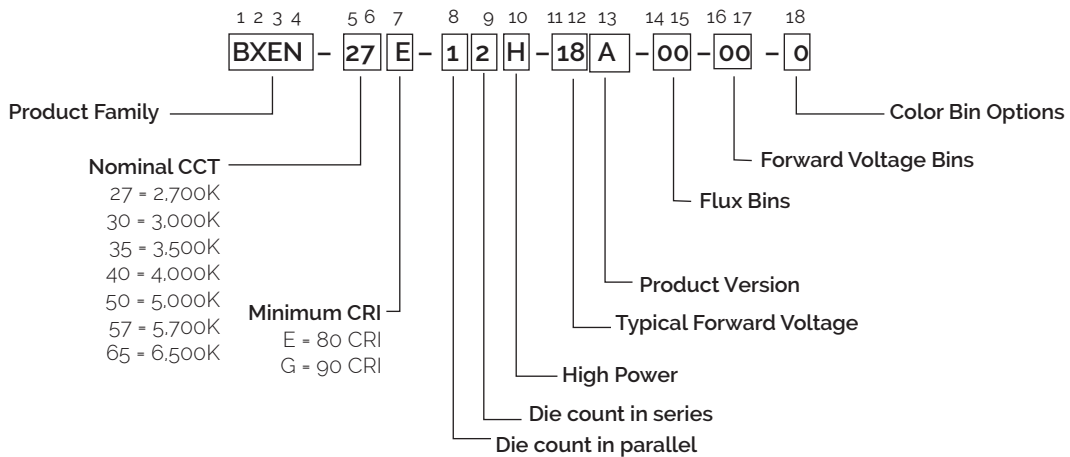 1 2 3 4 5 6 7 8 9 10 11 12 13 14 15 16 17 18
BXEN – 27 E – 1 2 H – 18 A – 00 – 00 – 0
Product Family
Color Bin Options
Nominal CCT
27 = 2,700K
30 = 3,000K
35 = 3,500K
40 = 4,000K
50 = 5,000K
57 = 5,700K
65 = 6,500K
Forward Voltage Bins
Flux Bins
Minimum CRI
E = 80 CRI
G = 90 CRI
Product Version
Typical Forward Voltage
High Power
Die count in series
Die count in parallel